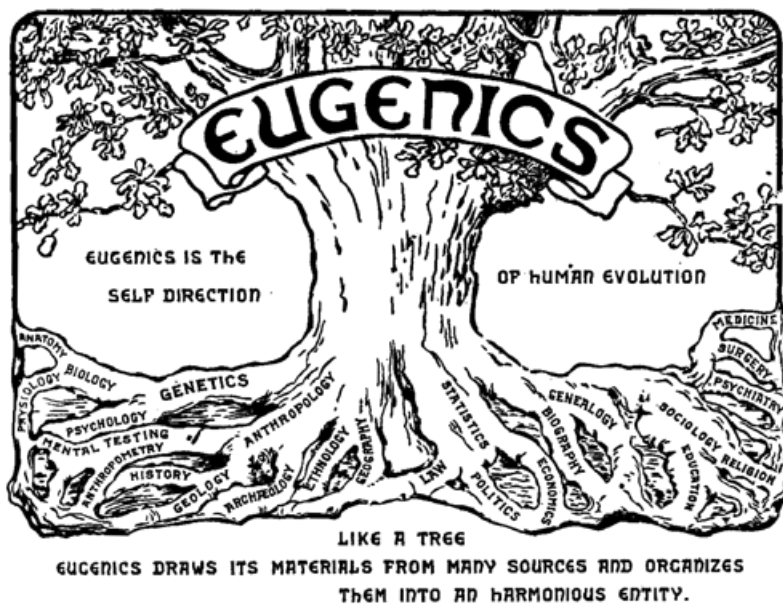 EUGENICS
EUGENICS IS THE
SELF DIRECTION
OF HUMAN EVOLUTION
ANATOMY
PHYSIOLOGY
BIOLOGY
GENETICS
PSYCHOLOGY
MENTAL TESTING
ANTHROPOMETRY
HISTORY
GEOLOGY
ANTHROPOLOGY
ARCHÆOLOGY
ETHNOLOGY
GEOGRAPHY
LAW
STATISTICS
POLITICS
ECONOMICS
BIOGRAPHY
GENEALOGY
EDUCATION
SOCIOLOGY
RELIGION
PSYCHIATRY
SURGERY
MEDICINE
LIKE A TREE
EUGENICS DRAWS ITS MATERIALS FROM MANY SOURCES AND ORGANIZES
THEM INTO AN HARMONIOUS ENTITY.